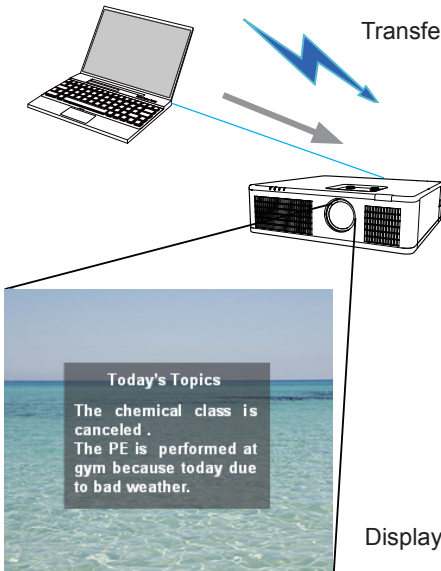 Transfe
Today's Topics
The chemical class is
canceled .
The PE is performed at
gym because today due
to bad weather.
Display